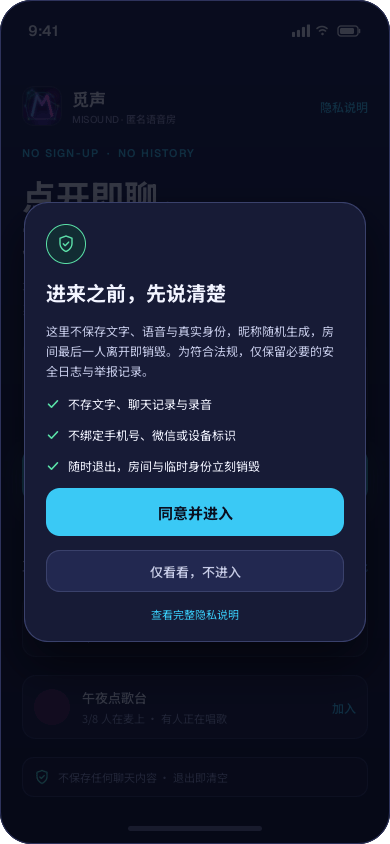 9:41
觅声
MISOUND · 匿名语音房
隐私说明
NO SIGN-UP · NO HISTORY
点开即聊
进来之前，先说清楚
这里不保存文字、语音与真实身份，昵称随机生成，房
间最后一人离开即销毁。为符合法规，仅保留必要的安
全日志与举报记录。
不存文字、聊天记录与录音
不绑定手机号、微信或设备标识
随时退出，房间与临时身份立刻销毁
同意并进入
仅看看，不进入
查看完整隐私说明
午夜点歌台
3/8 人在麦上 · 有人正在唱歌
加入
不保存任何聊天内容 · 退出即清空